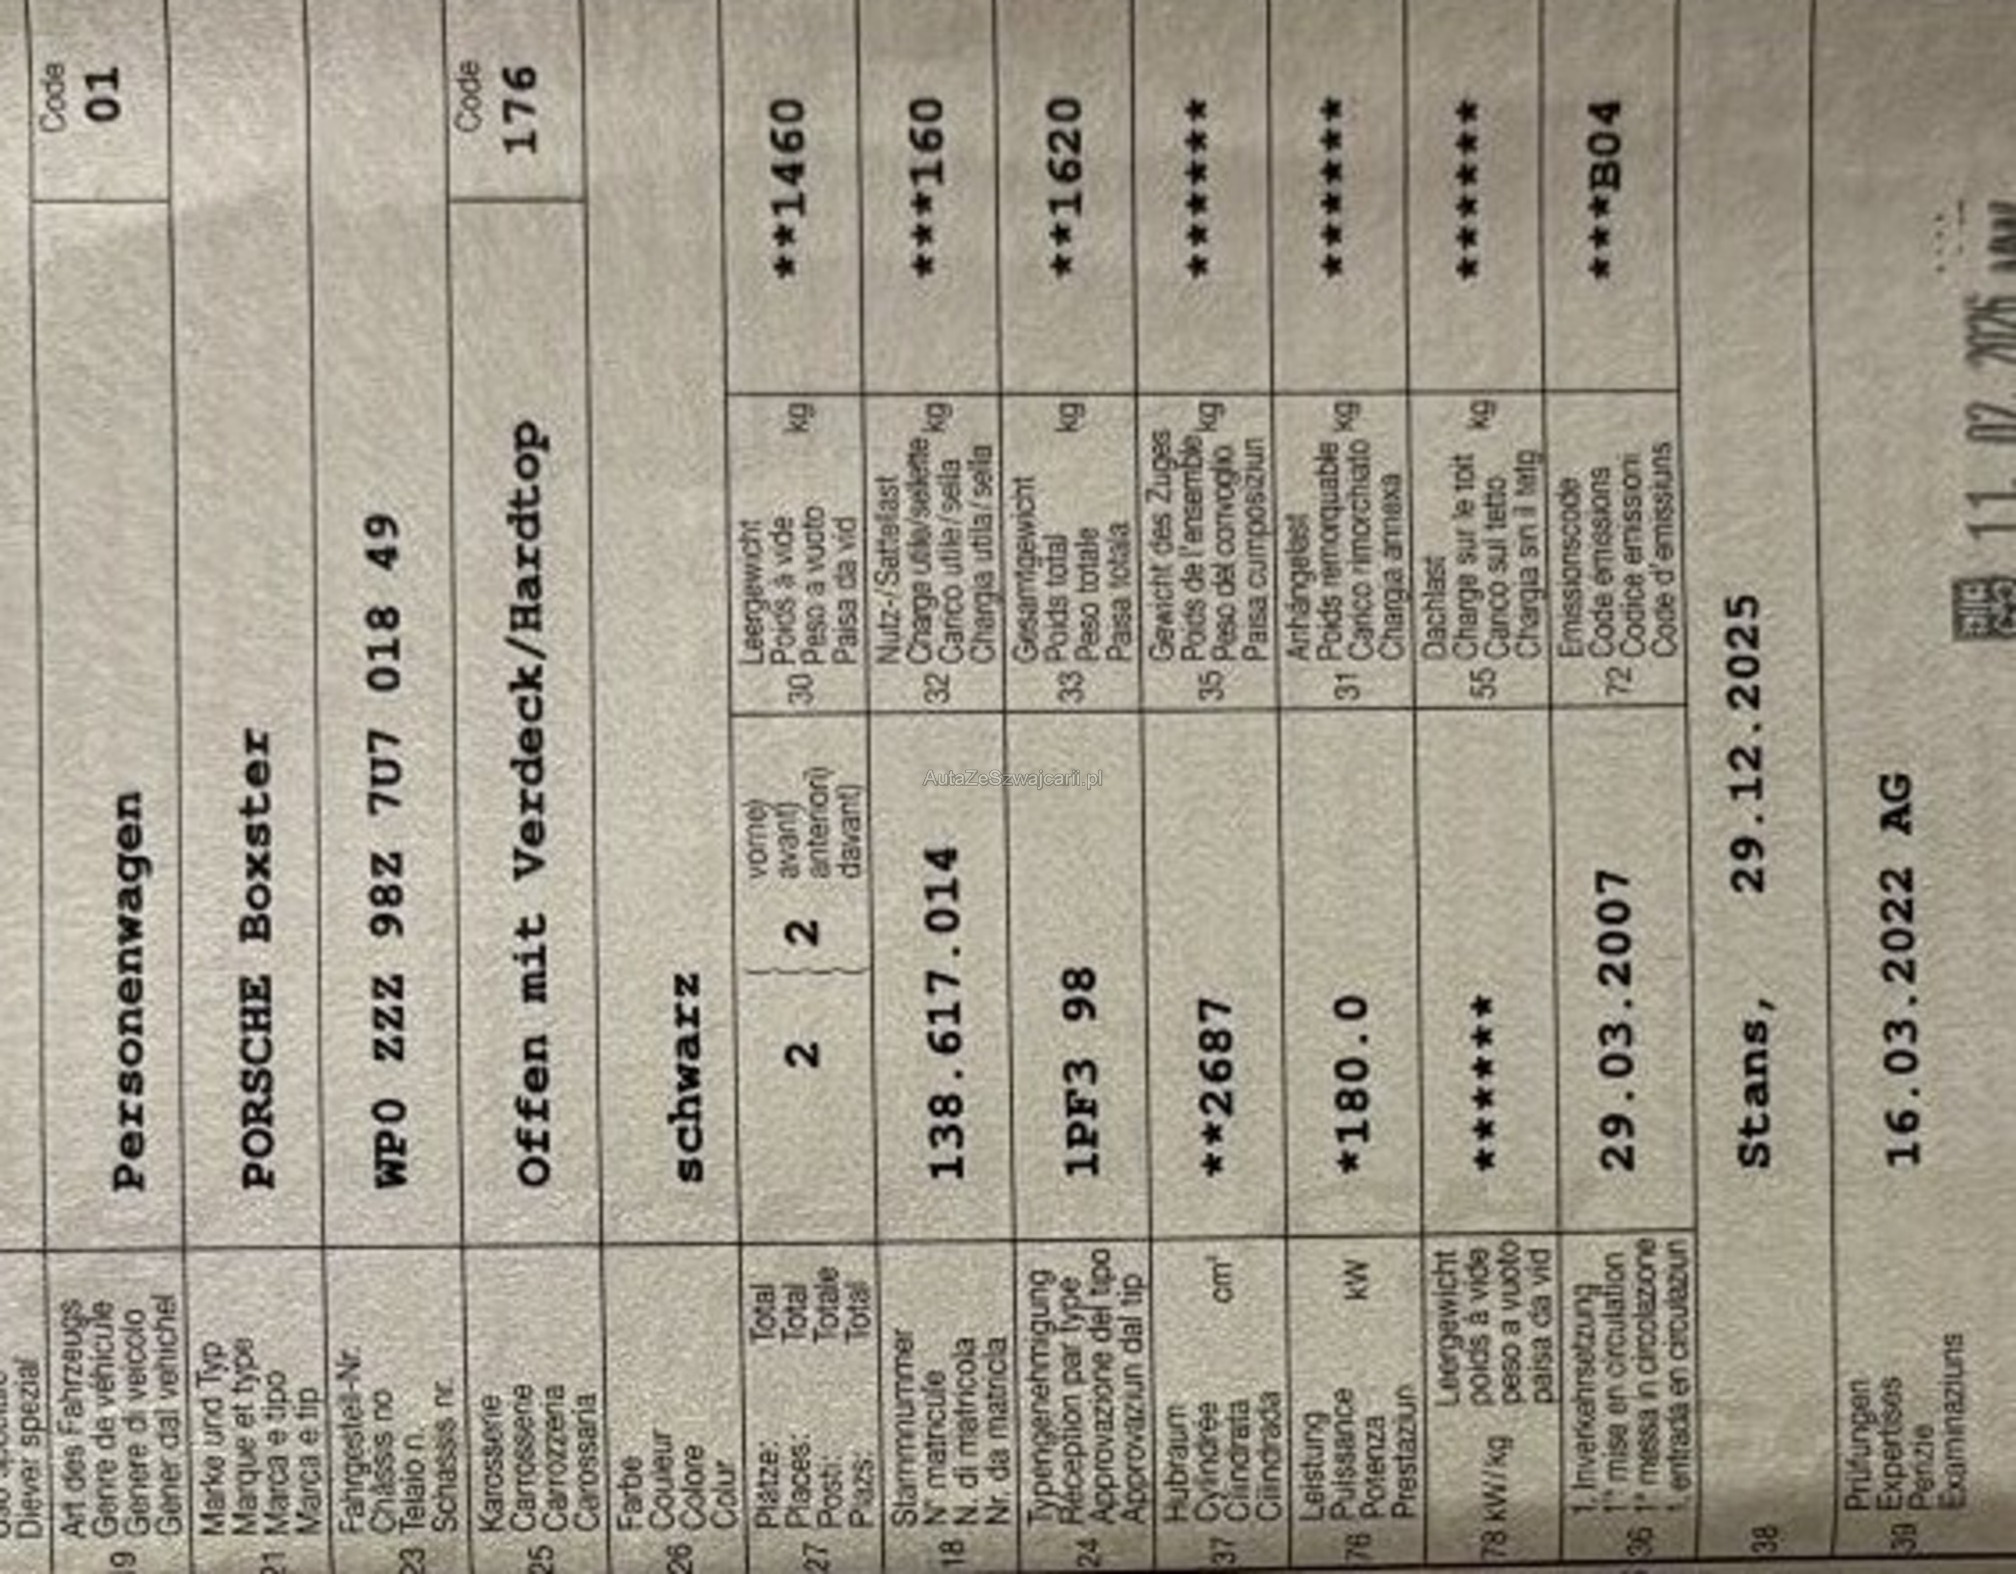 Diever spezial
19 Art des Fahrzeugs
Genre de véhicule
Genere di veicolo
Gener dal vehichel
Personenwagen
Code
01
21 Marke und Typ
Marque et type
Marca e tipo
Marca e tip
PORSCHE Boxster
23 Fahrgestell-Nr.
Châssis no
Telaio n.
Schassis nr.
WP0 ZZZ 98Z 7U7 018 49
25 Karosserie
Carrosserie
Carrozzeria
Carossaria
Offen mit Verdeck/Hardtop
Code
176
26 Farbe
Couleur
Colore
Colur
schwarz
27 Plätze: Total
Places: Total
Posti: Totale
Plazs: Total
2
2
vorne)
avant)
anteriori)
davant)
30 Leergewicht
Poids à vide
Peso a vuoto
Paisa da vid
kg
**1460
18 Stammnummer
N° matricule
N. di matricola
Nr. da matricla
138.617.014
32 Nutz-/Sattellast
Charge utile/sellette
Carico utile/sella
Chargia utila/sella
kg
***160
24 Typengenehmigung
Réception par type
Approvazione del tipo
Approvaziun dal tip
1PF3 98
33 Gesamtgewicht
Poids total
Peso totale
Paisa totala
kg
**1620
37 Hubraum
Cylindrée
Cilindrata
Cilindrada
cm³
**2687
35 Gewicht des Zuges
Poids de l'ensemble
Peso del convoglio
Paisa cumposiziun
kg
*******
76 Leistung
Puissance
Potenza
Prestaziun
kW
*180.0
31 Anhängelast
Poids remorquable
Carico rimorchiato
Chargia annexa
kg
*******
78 kW/kg
Leergewicht
poids à vide
peso a vuoto
paisa da vid
*******
55 Dachlast
Charge sur le toit
Carico sul tetto
Chargia sin il tetg
kg
*******
36 1. Inverkehrsetzung
1re mise en circulation
1a messa in circolazione
1. entrada en circulaziun
29.03.2007
72 Emissionscode
Code émissions
Codice emissioni
Code d'emissiuns
***B04
38
Stans, 29.12.2025
39 Prüfungen
Expertises
Perizie
Examinaziuns
16.03.2022 AG
11. 02. 2026
AutaZeSzwajcarii.pl